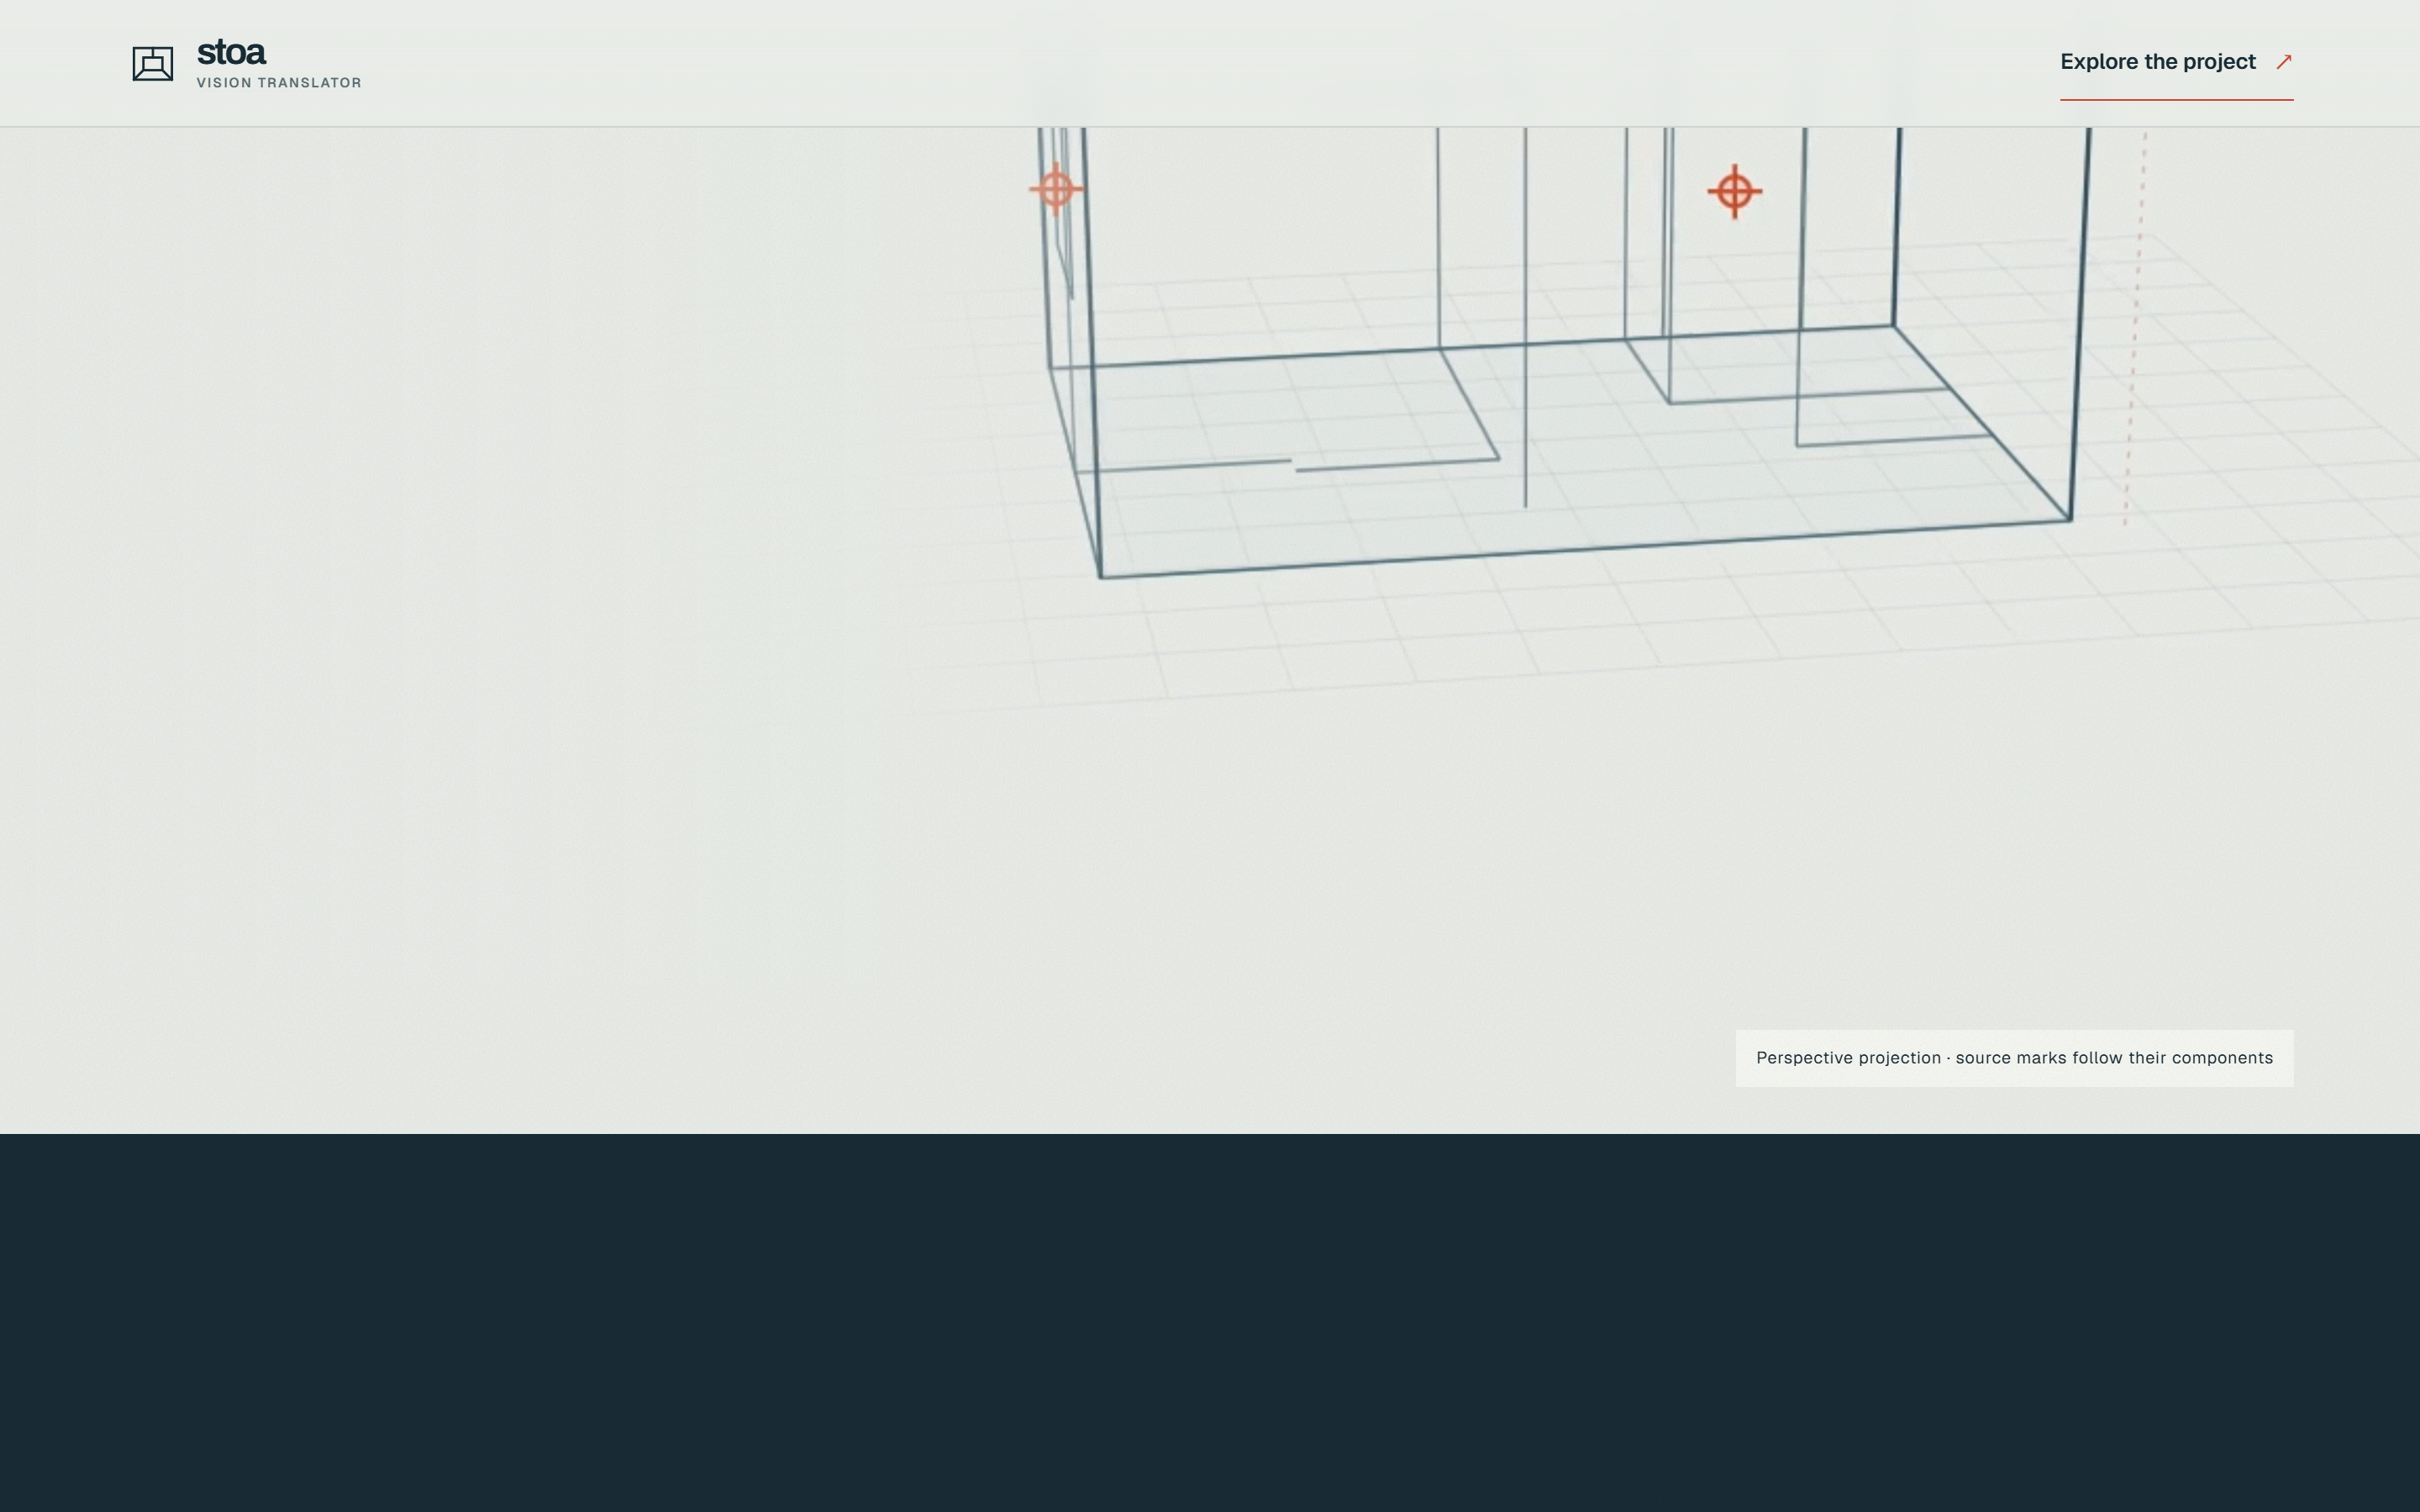 stoa
VISION TRANSLATOR
Explore the project ↗
Perspective projection · source marks follow their components